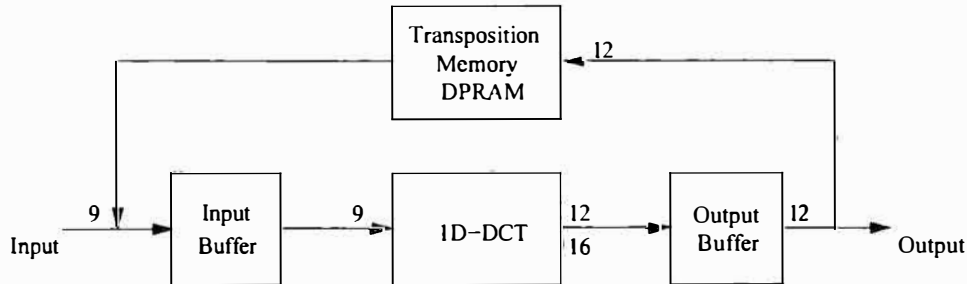 Transposition
Memory
DPRAM
12
9
Input
Input
Buffer
9
1D-DCT
12
16
Output
Buffer
12
Output